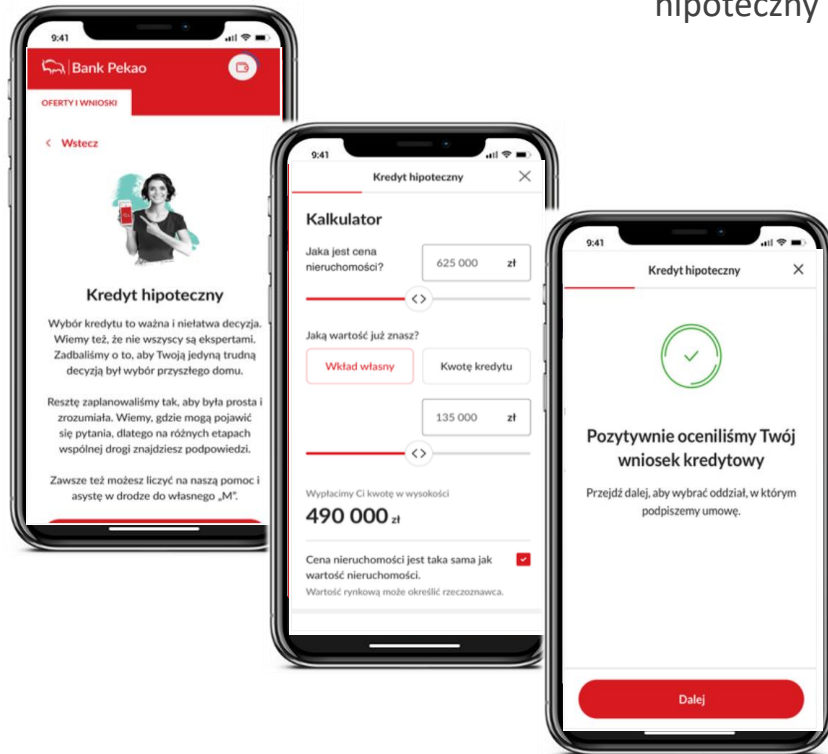 hipoteczny
9:41
Bank Pekao
OFERTY I WNIOSKI
< Wstecz
Kredyt hipoteczny
Wybór kredytu to ważna i niełatwa decyzja.
Wiemy też, że nie wszyscy są ekspertami.
Zadbaliśmy o to, aby Twoją jedyną trudną
decyzją był wybór przyszłego domu.
Resztę zaplanowaliśmy tak, aby była prosta i
zrozumiała. Wiemy, gdzie mogą pojawić
się pytania, dlatego na różnych etapach
wspólnej drogi znajdziesz podpowiedzi.
Zawsze też możesz liczyć na naszą pomoc i
asystę w drodze do własnego „M”.
9:41
Kredyt hipoteczny
Kalkulator
Jaka jest cena
nieruchomości?
625 000 zł
Jaką wartość już znasz?
Wkład własny
Kwotę kredytu
135 000 zł
Wypłacimy Ci kwotę w wysokości
490 000 zł
Cena nieruchomości jest taka sama jak
wartość nieruchomości.
Wartość rynkową może określić rzeczoznawca.
9:41
Kredyt hipoteczny
Pozytywnie oceniliśmy Twój
wniosek kredytowy
Przejdź dalej, aby wybrać oddział, w którym
podpiszemy umowę.
Dalej